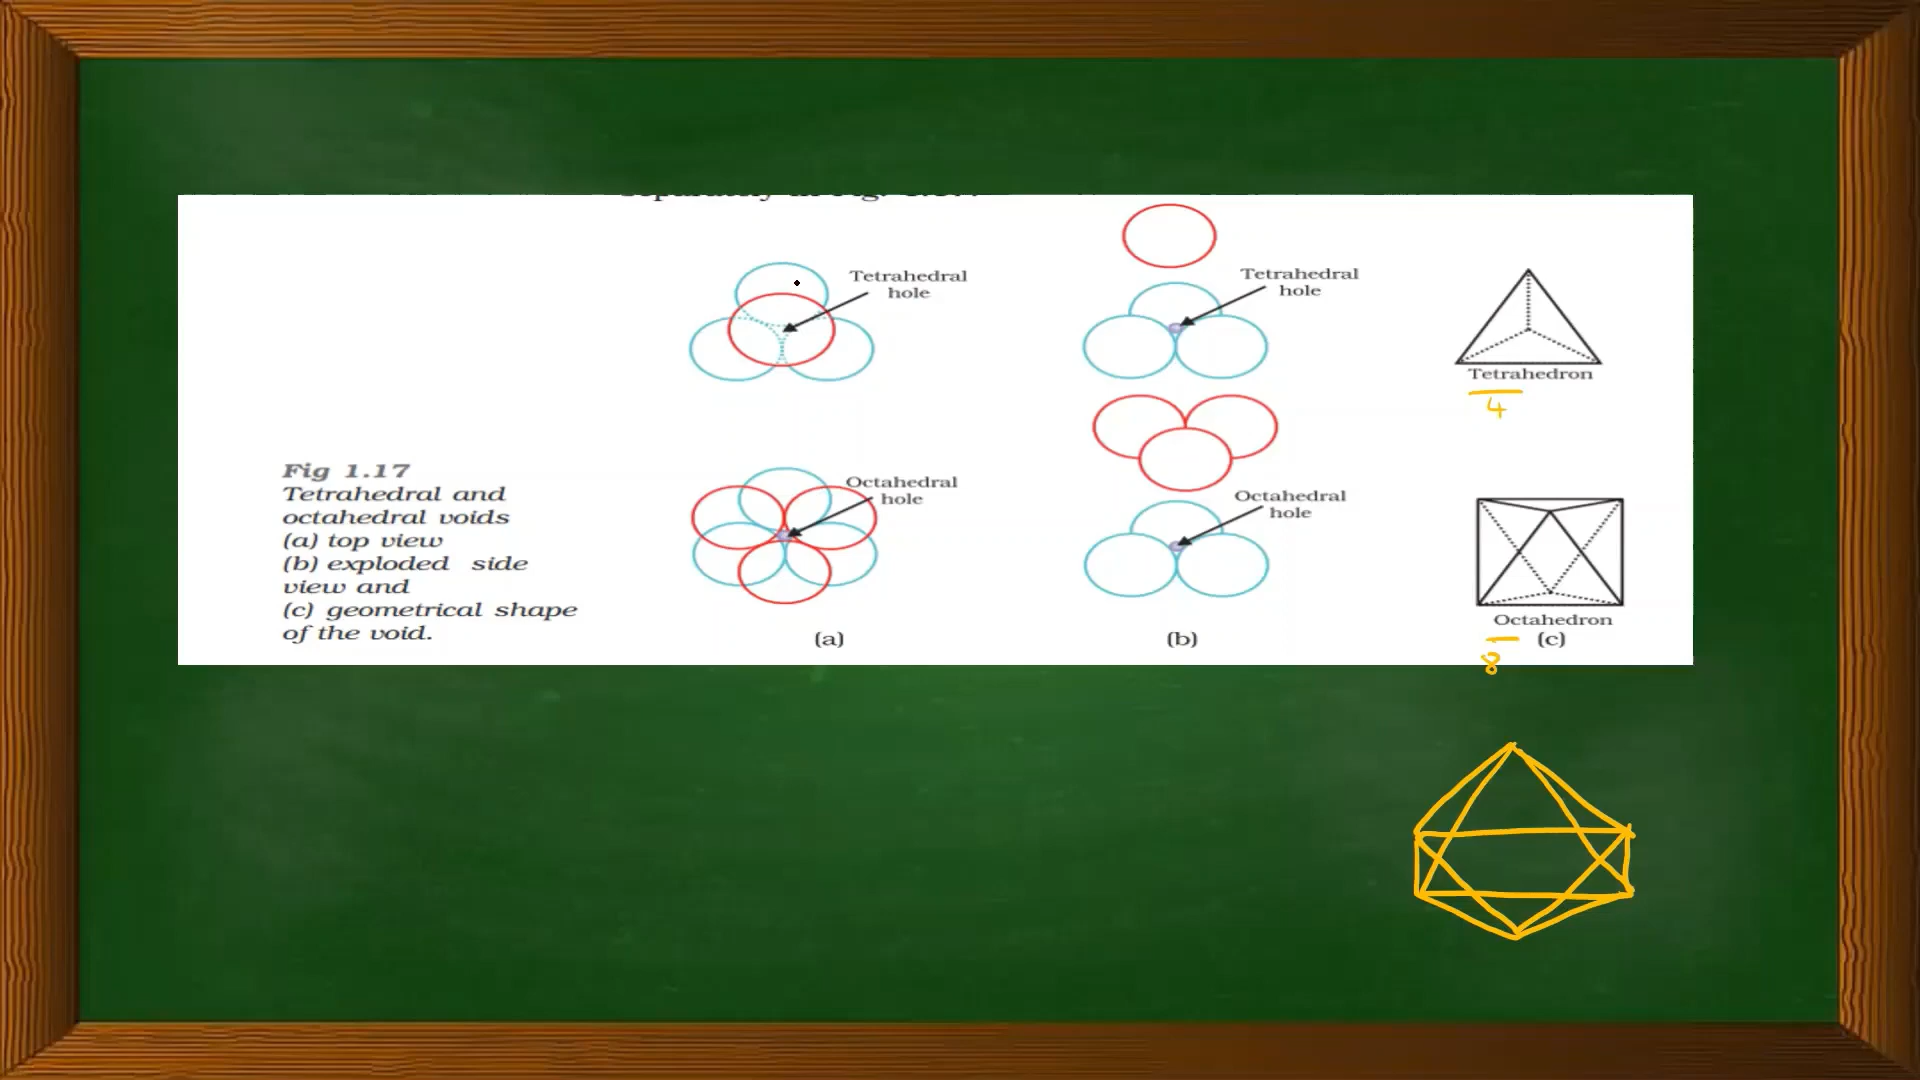 Tetrahedral
hole
Tetrahedral
hole
Tetrahedron
4
Fig 1.17
Tetrahedral and
octahedral voids
(a) top view
(b) exploded side
view and
(c) geometrical shape
of the void.
Octahedral
hole
Octahedral
hole
Octahedron
(a)
(b)
(c)
8